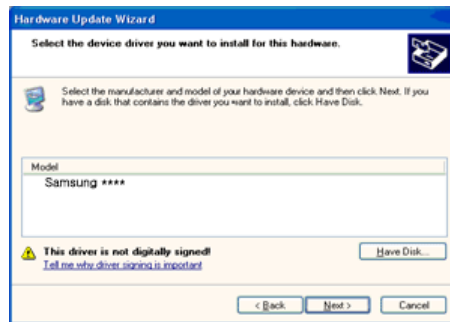 Hardware Update Wizard
Select the device driver you want to install for this hardware.
Select the manufacturer and model of your hardware device and then click Next. If you
have a disk that contains the driver you want to install, click Have Disk.
Model
Samsung ****
This driver is not digitally signed!
Have Disk...
Tell me why driver signing is important
< Back
Next >
Cancel